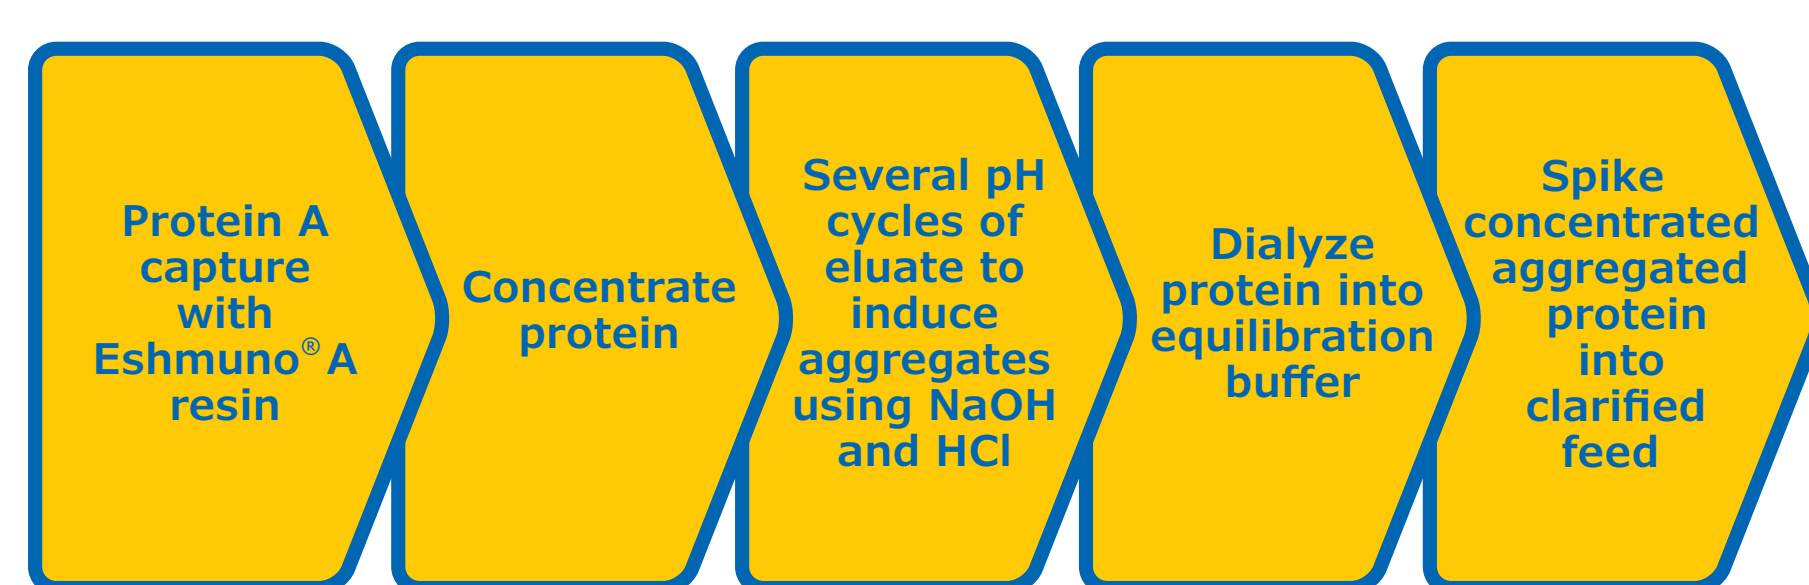 Protein A
capture
with
Eshmuno® A
resin
Concentrate
protein
Several pH
cycles of
eluate to
induce
aggregates
using NaOH
and HCl
Dialyze
protein into
equilibration
buffer
Spike
concentrated
aggregated
protein
into
clarified
feed